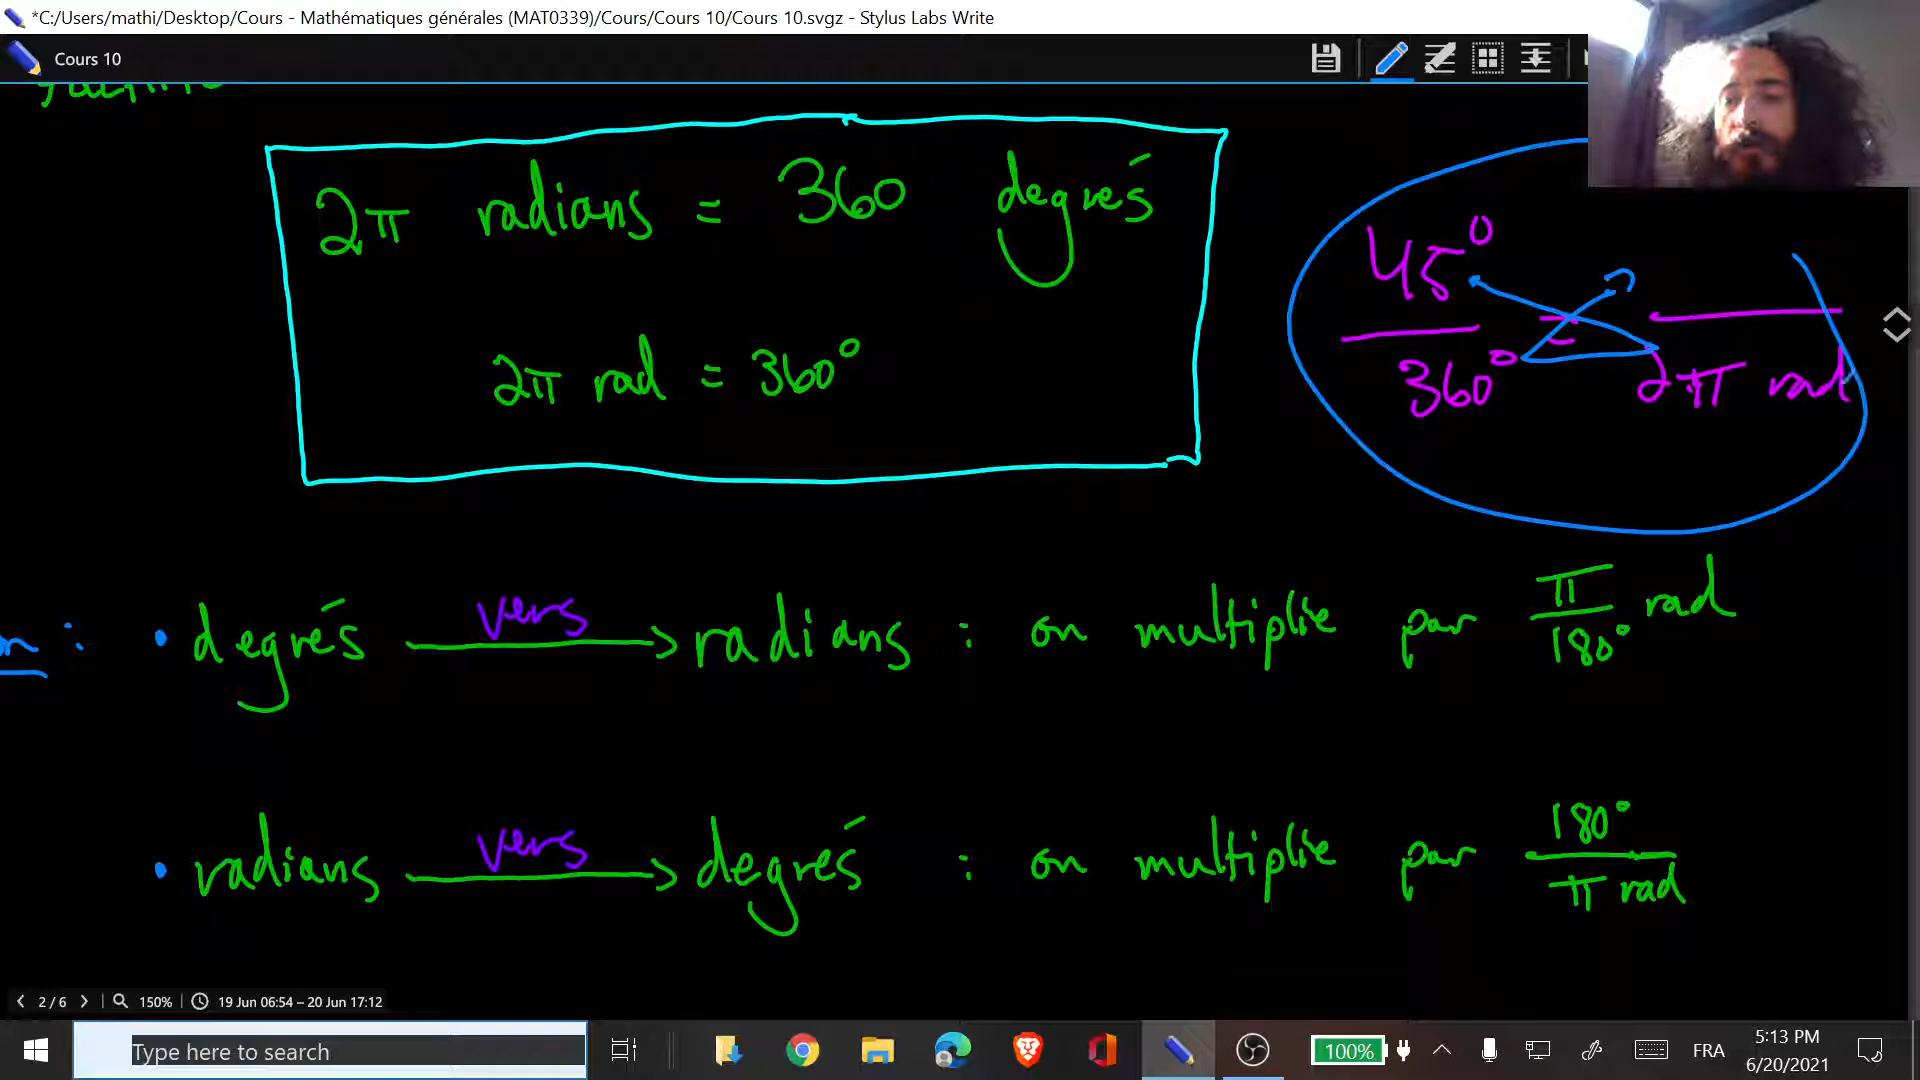 *C:/Users/mathi/Desktop/Cours - Mathématiques générales (MAT0339)/Cours/Cours 10/Cours 10.svgz - Stylus Labs Write
Cours 10
2π radians = 360 degrés
2π rad = 360°
45°
360°
=
2π rad
• degrés vers radians : on multiplie par π/180° rad
• radians vers degrés : on multiplie par 180°/π rad
2 / 6 150% 19 Jun 06:54 – 20 Jun 17:12
Type here to search
100%
FRA
5:13 PM
6/20/2021